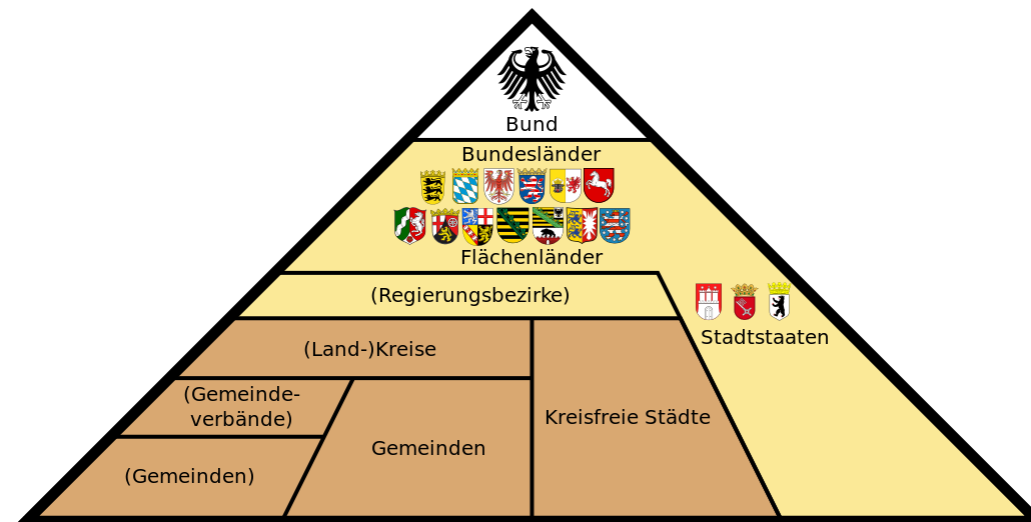 Bund
Bundesländer
Flächenländer
(Regierungsbezirke)
Stadtstaaten
(Land-)Kreise
(Gemeinde-
verbände)
Kreisfreie Städte
Gemeinden
(Gemeinden)